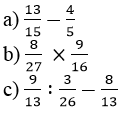 a) 13/15 − 4/5
b) 8/27 × 9/16
c) 9/13 : 3/26 − 8/13